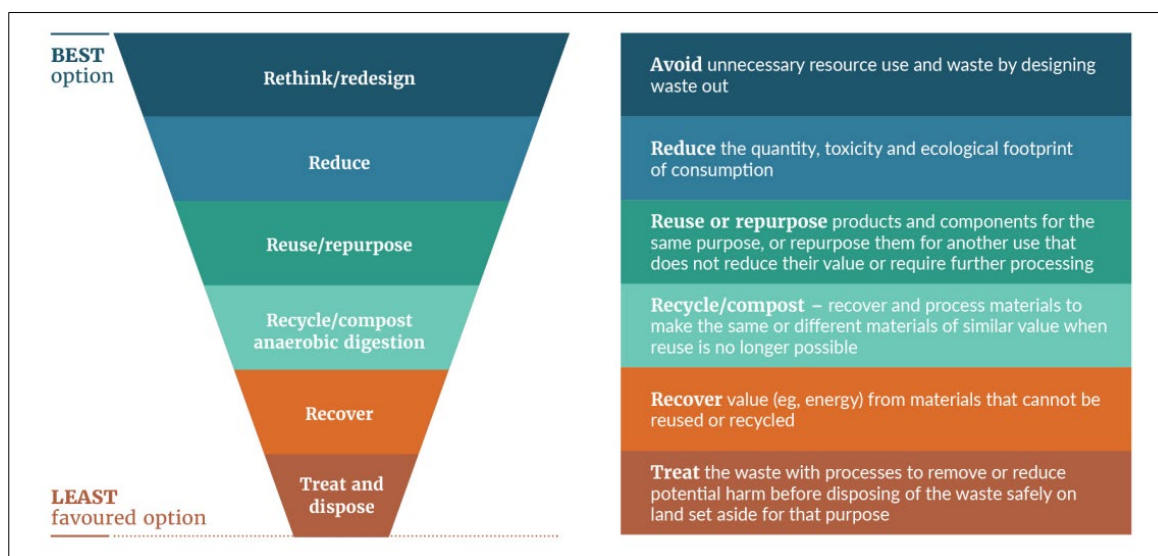 BEST
option
Rethink/redesign
Avoid unnecessary resource use and waste by designing
waste out
Reduce
Reduce the quantity, toxicity and ecological footprint
of consumption
Reuse/repurpose
Reuse or repurpose products and components for the
same purpose, or repurpose them for another use that
does not reduce their value or require further processing
Recycle/compost
anaerobic digestion
Recycle/compost – recover and process materials to
make the same or different materials of similar value when
reuse is no longer possible
Recover
Recover value (eg, energy) from materials that cannot be
reused or recycled
LEAST
favoured option
Treat and
dispose
Treat the waste with processes to remove or reduce
potential harm before disposing of the waste safely on
land set aside for that purpose